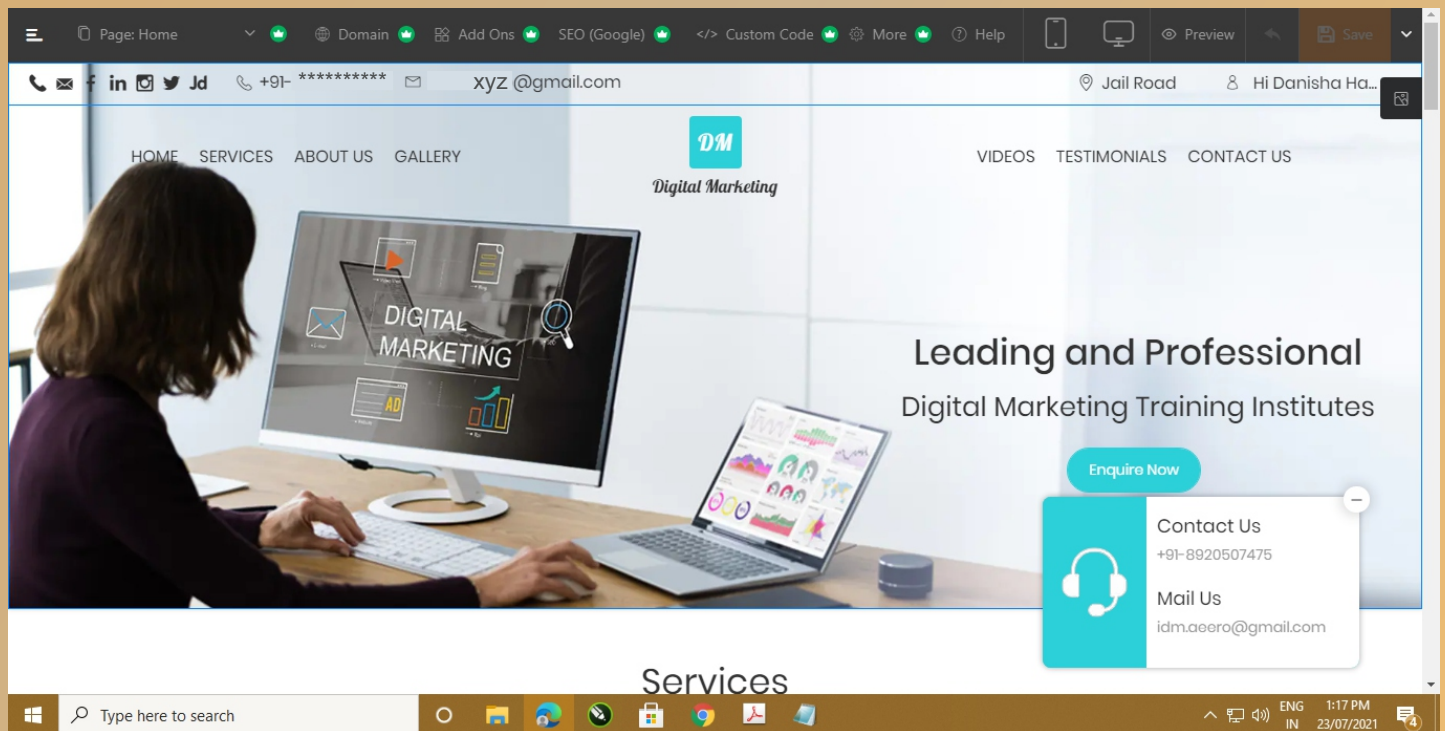 Page: Home Domain Add Ons SEO (Google) </> Custom Code More Help Preview Save
f in Jd +91- ********** xyz @gmail.com Jail Road Hi Danisha Ha...
HOME SERVICES ABOUT US GALLERY
DM
Digital Marketing
VIDEOS TESTIMONIALS CONTACT US
DIGITAL
MARKETING
AD
Leading and Professional
Digital Marketing Training Institutes
Enquire Now
Contact Us
+91-8920507475
Mail Us
idm.aeero@gmail.com
Services
Type here to search
ENG
IN
1:17 PM
23/07/2021
4